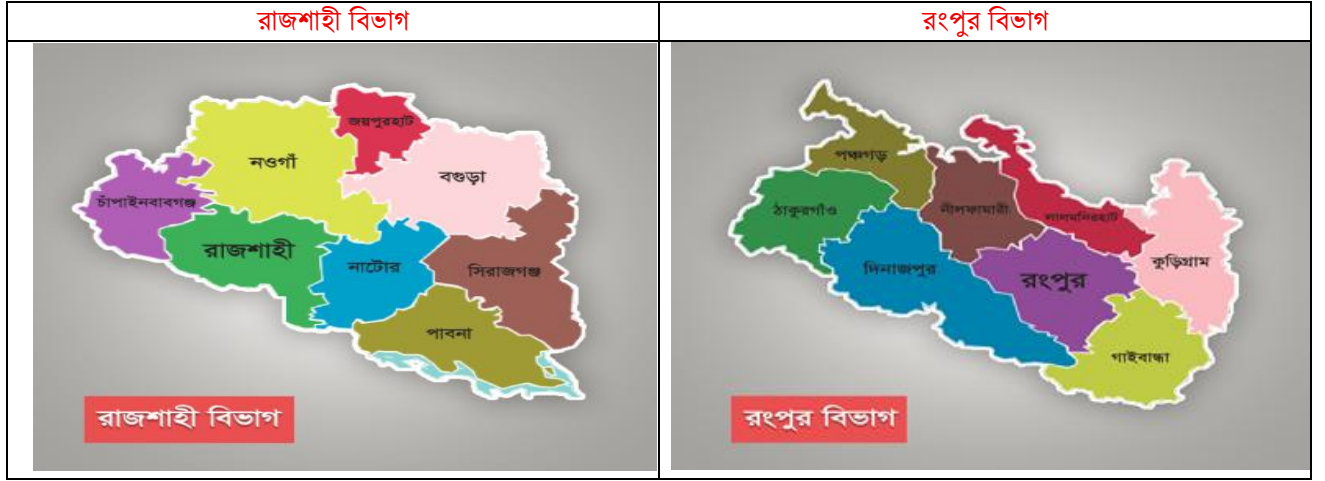 রাজশাহী বিভাগ
রংপুর বিভাগ
জয়পুরহাট
নওগাঁ
বগুড়া
চাঁপাইনবাবগঞ্জ
রাজশাহী
নাটোর
সিরাজগঞ্জ
পাবনা
রাজশাহী বিভাগ
পঞ্চগড়
ঠাকুরগাঁও
নীলফামারী
লালমনিরহাট
কুড়িগ্রাম
দিনাজপুর
রংপুর
গাইবান্ধা
রংপুর বিভাগ